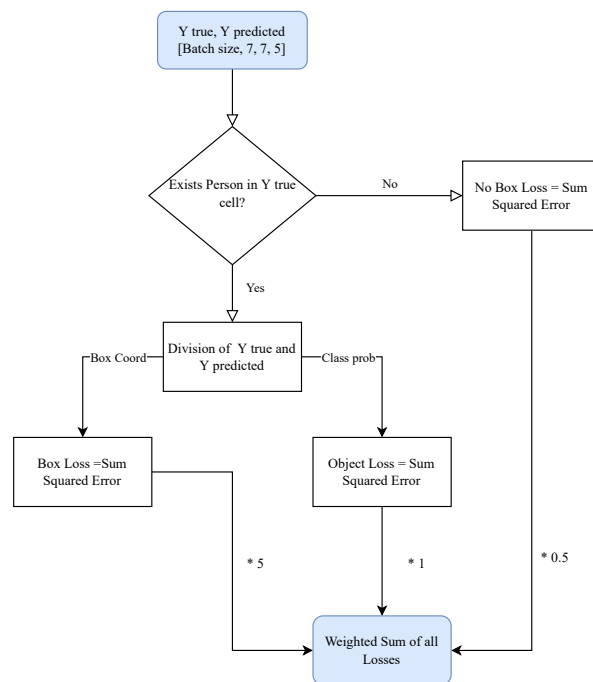 Y true, Y predicted
[Batch size, 7, 7, 5]
Exists Person in Y true
cell?
No
No Box Loss = Sum
Squared Error
Yes
Division of Y true and
Y predicted
Box Coord
Class prob
Box Loss =Sum
Squared Error
Object Loss = Sum
Squared Error
* 5
* 1
* 0.5
Weighted Sum of all
Losses